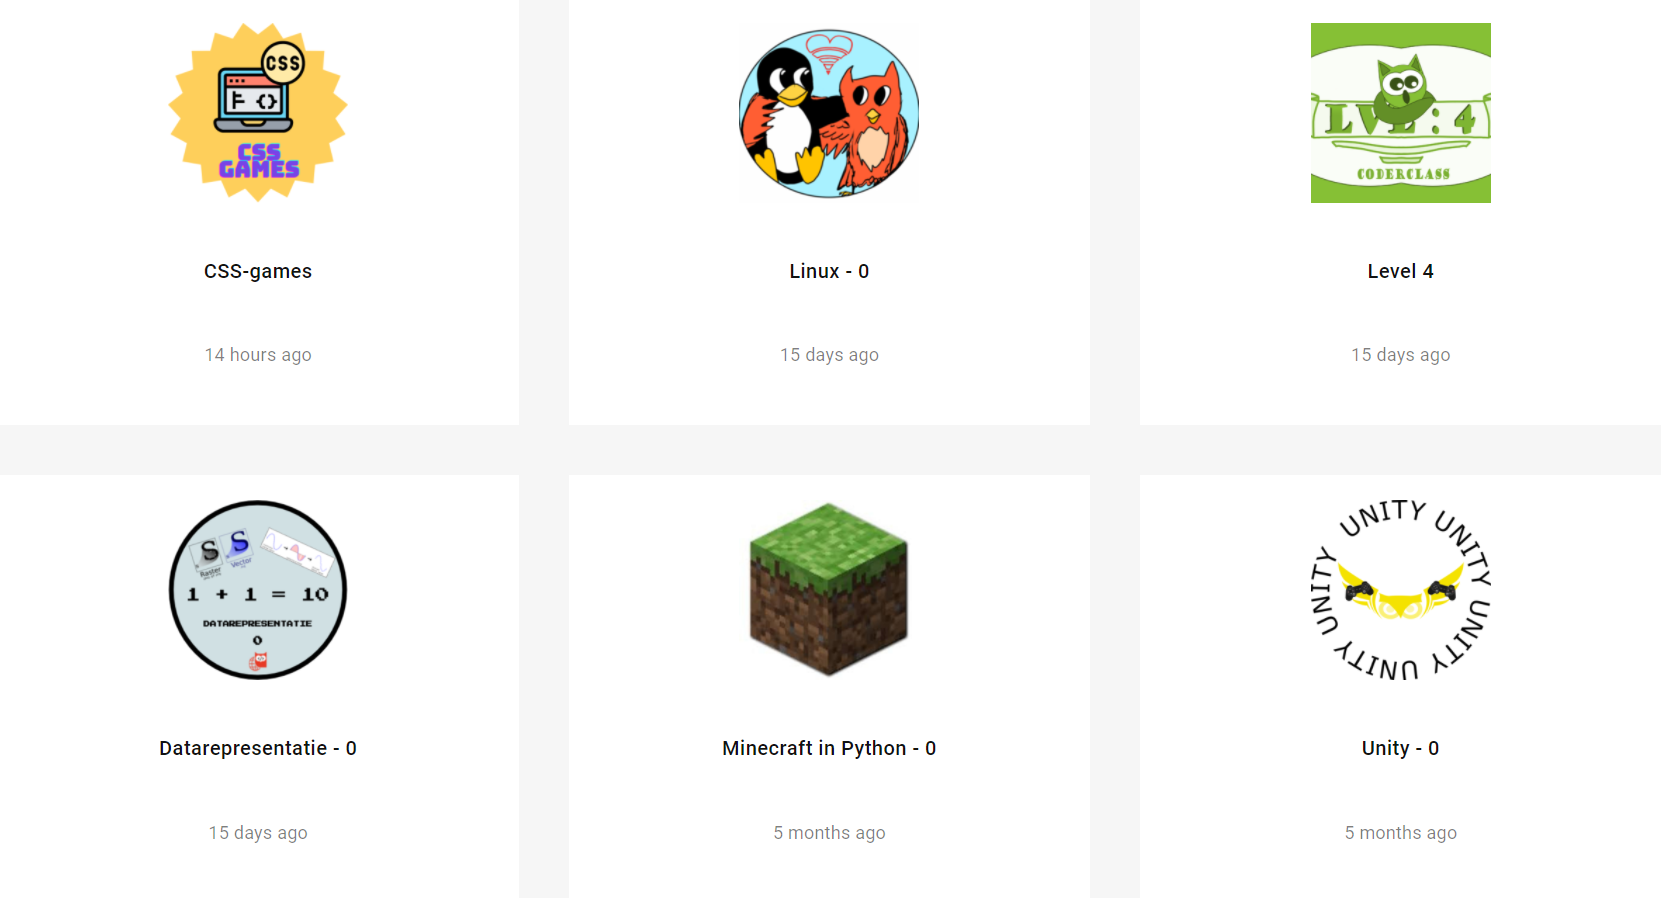 CSS
CSS
GAMES
LVL : 4
CODERCLASS
CSS-games
Linux - 0
Level 4
14 hours ago
15 days ago
15 days ago
S
S
Raster
Vector
1 + 1 = 10
DATAREPRESENTATIE
0
UNITY UNITY UNITY UNITY UNITY
Datarepresentatie - 0
Minecraft in Python - 0
Unity - 0
15 days ago
5 months ago
5 months ago